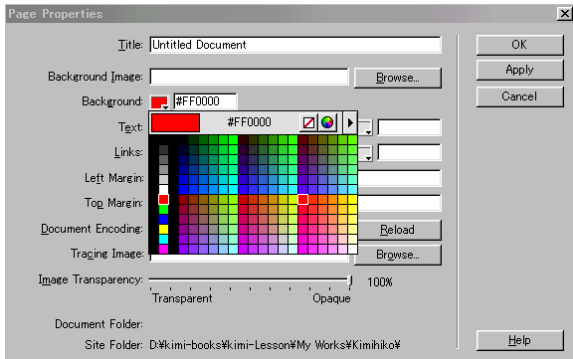 Page Properties
Title: Untitled Document
OK
Background Image: Browse...
Apply
Background: #FF0000
Cancel
#FF0000
Text:
Links:
Left Margin:
Top Margin:
Document Encoding: Reload
Tracing Image: Browse...
Image Transparency: 100%
Transparent Opaque
Document Folder:
Site Folder: D:¥kimi-books¥kimi-Lesson¥My Works¥Kimihiko¥
Help